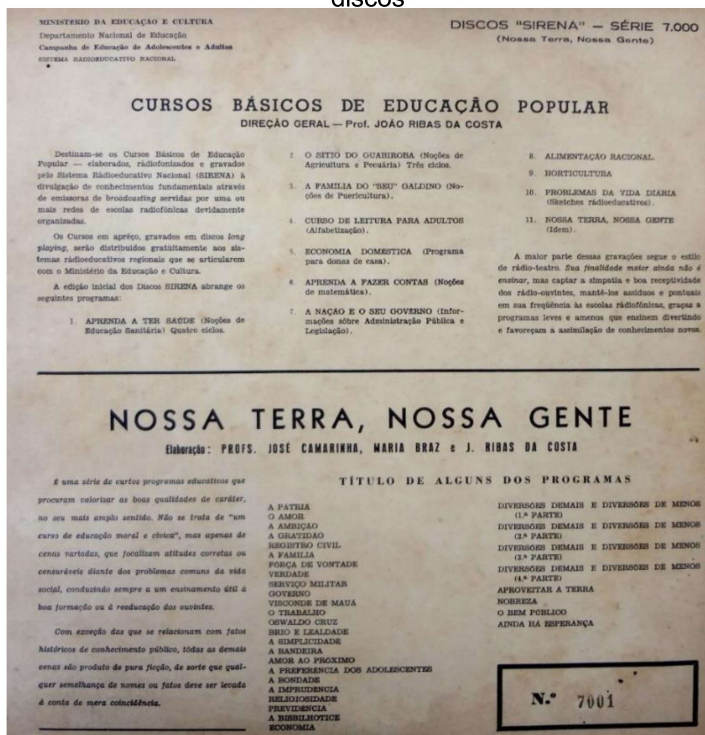 discos
MINISTÉRIO DA EDUCAÇÃO E CULTURA
Departamento Nacional de Educação
Campanha de Educação de Adolescentes e Adultos
SISTEMA RADIOEDUCATIVO NACIONAL
DISCOS "SIRENA" — SÉRIE 7.000
(Nossa Terra, Nossa Gente)
CURSOS BÁSICOS DE EDUCAÇÃO POPULAR
DIREÇÃO GERAL — Prof. JOÃO RIBAS DA COSTA
Destinam-se os Cursos Básicos de Educação
Popular — elaborados, ràdiofonizados e gravados
pelo Sistema Ràdioeducativo Nacional (SIRENA) à
divulgação de conhecimentos fundamentais através
de emissoras de broadcasting servidas por uma ou
mais redes de escolas radiofônicas devidamente
organizadas.
Os Cursos em aprêço, gravados em discos long
playing, serão distribuídos gratuitamente aos sis-
temas ràdioeducativos regionais que se articularem
com o Ministério da Educação e Cultura.
A edição inicial dos Discos SIRENA abrange os
seguintes programas:
1. APRENDA A TER SAÚDE (Noções de
Educação Sanitária) Quatro ciclos.
2. O SITIO DO GUABIROBA (Noções de
Agricultura e Pecuária) Três ciclos.
3. A FAMILIA DO "SEU" GALDINO (No-
ções de Puericultura).
4. CURSO DE LEITURA PARA ADULTOS
(Alfabetização).
5. ECONOMIA DOMÉSTICA (Programa
para donas de casa).
6. APRENDA A FAZER CONTAS (Noções
de matemática).
7. A NAÇÃO E O SEU GOVERNO (Infor-
mações sôbre Administração Pública e
Legislação).
8. ALIMENTAÇÃO RACIONAL
9. HORTICULTURA
10. PROBLEMAS DA VIDA DIÁRIA
(Sketches ràdioeducativos).
11. NOSSA TERRA, NOSSA GENTE
(Idem).
A maior parte dessas gravações segue o estilo
de rádio-teatro. Sua finalidade maior ainda não é
ensinar, mas captar a simpatia e boa receptividade
dos rádio-ouvintes, mantê-los assíduos e pontuais
em sua freqüência às escolas ràdiofônicas, graças a
programas leves e amenos que ensinem divertindo
e favoreçam a assimilação de conhecimentos novos.
NOSSA TERRA, NOSSA GENTE
Elaboração: PROFS. JOSÉ CAMARINHA, MARIA BRAZ e J. RIBAS DA COSTA
É uma série de curtos programas educativos que
procuram valorizar as boas qualidades de caráter,
no seu mais amplo sentido. Não se trata de "um
curso de educação moral e cívica", mas apenas de
cenas variadas, que focalizam atitudes corretas ou
censuráveis diante dos problemas comuns da vida
social, conduzindo sempre a um ensinamento útil à
boa formação ou à reeducação dos ouvintes.
Com exceção das que se relacionam com fatos
históricos de conhecimento público, tôdas as demais
cenas são produto de pura ficção, de sorte que qual-
quer semelhança de nomes ou fatos deve ser levada
à conta de mera coincidência.
TÍTULO DE ALGUNS DOS PROGRAMAS
A PATRIA
O AMOR
A AMBIÇÃO
A GRATIDÃO
REGISTRO CIVIL
A FAMILIA
FÔRÇA DE VONTADE
VERDADE
SERVIÇO MILITAR
GOVERNO
VISCONDE DE MAUÁ
O TRABALHO
OSWALDO CRUZ
BRIO E LEALDADE
A SIMPLICIDADE
A BANDEIRA
AMOR AO PRÓXIMO
A PREFERENCIA DOS ADOLESCENTES
A BONDADE
A IMPRUDENCIA
RELIGIOSIDADE
PREVIDENCIA
A BISBILHOTICE
ECONOMIA
DIVERSÕES DEMAIS E DIVERSÕES DE MENOS
(1.ª PARTE)
DIVERSÕES DEMAIS E DIVERSÕES DE MENOS
(2.ª PARTE)
DIVERSÕES DEMAIS E DIVERSÕES DE MENOS
(3.ª PARTE)
DIVERSÕES DEMAIS E DIVERSÕES DE MENOS
(4.ª PARTE)
APROVEITAR A TERRA
NOBREZA
O BEM PÚBLICO
AINDA HÁ ESPERANÇA
N.º 7001